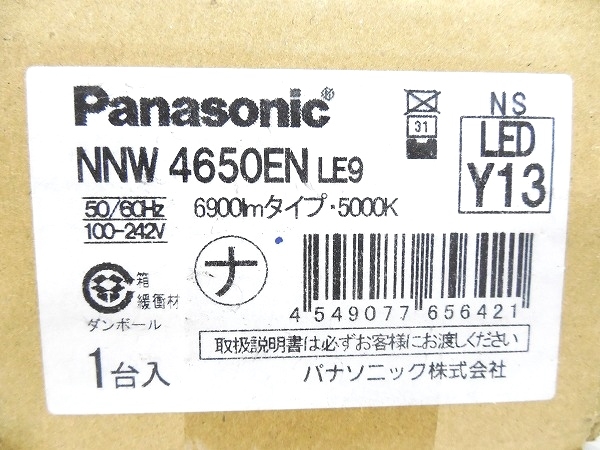 Panasonic
NNW 4650EN LE9
31
NS
LED
Y13
50/60Hz
100-242V
6900lmタイプ・5000K
ナ
箱
緩衝材
ダンボール
4 549077 656421
取扱説明書は必ずお客様にお渡しください
1台入
パナソニック株式会社